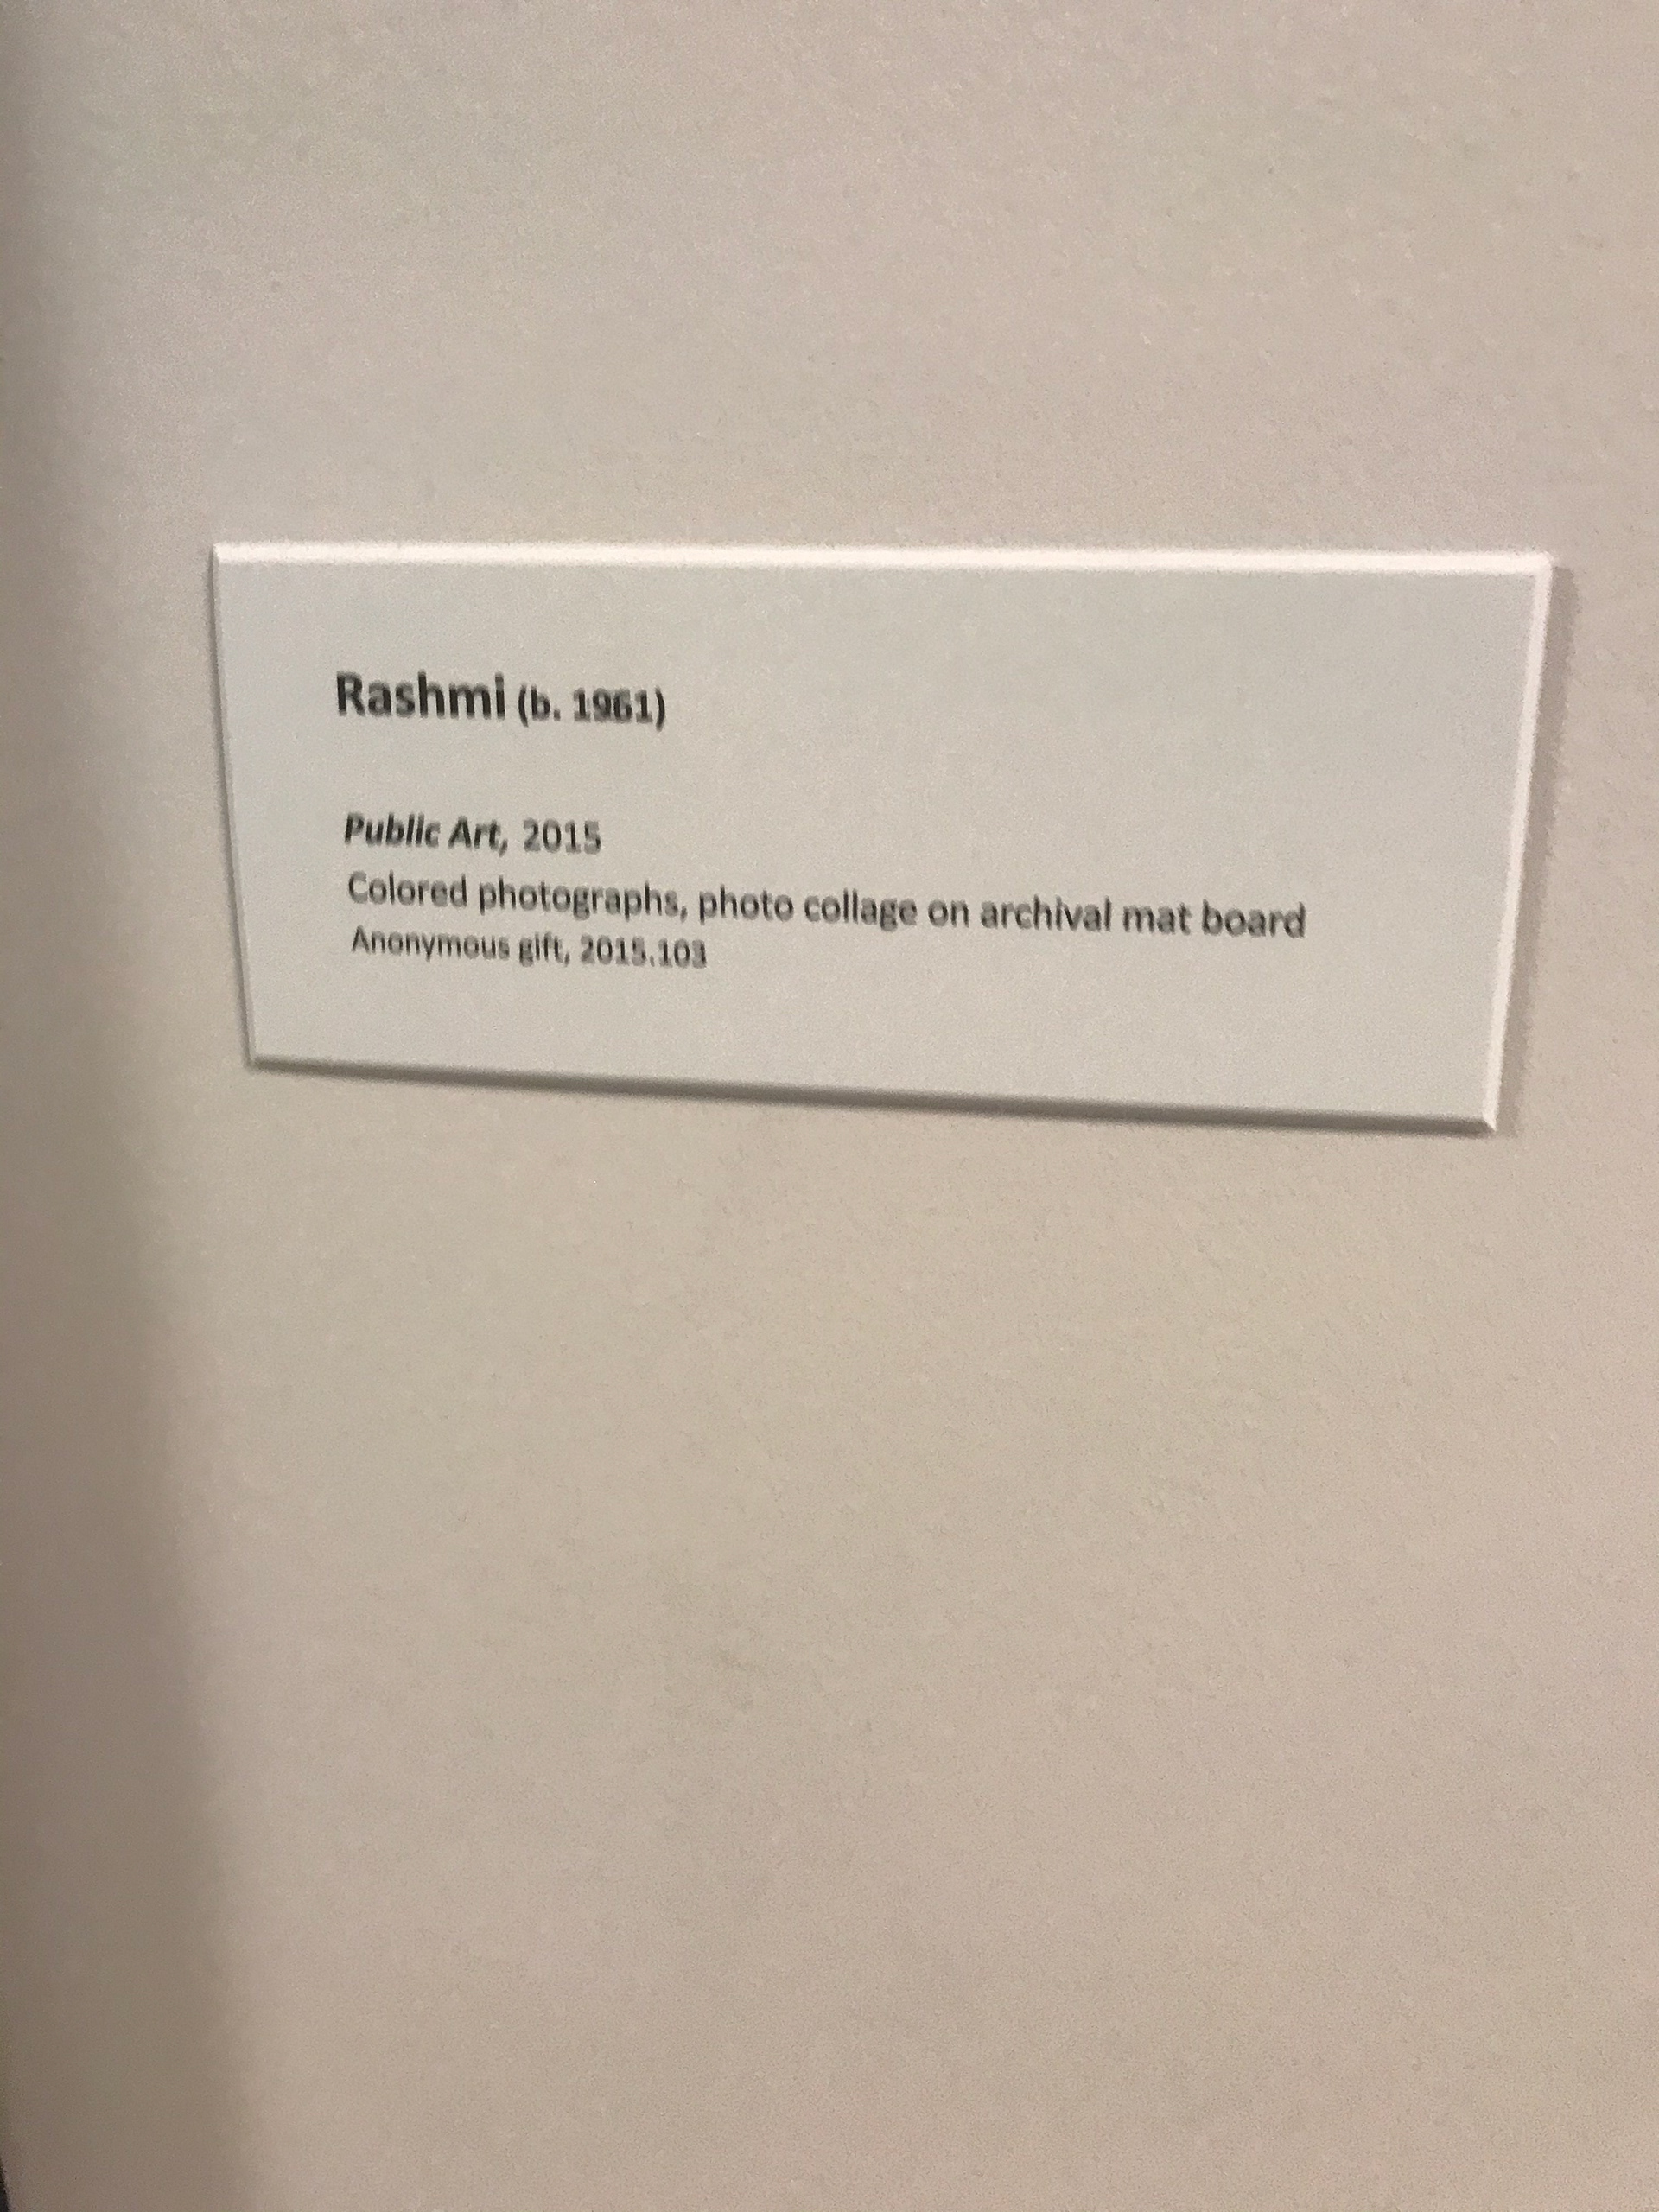 Rashmi (b. 1961)
Public Art, 2015
Colored photographs, photo collage on archival mat board
Anonymous gift, 2015.103